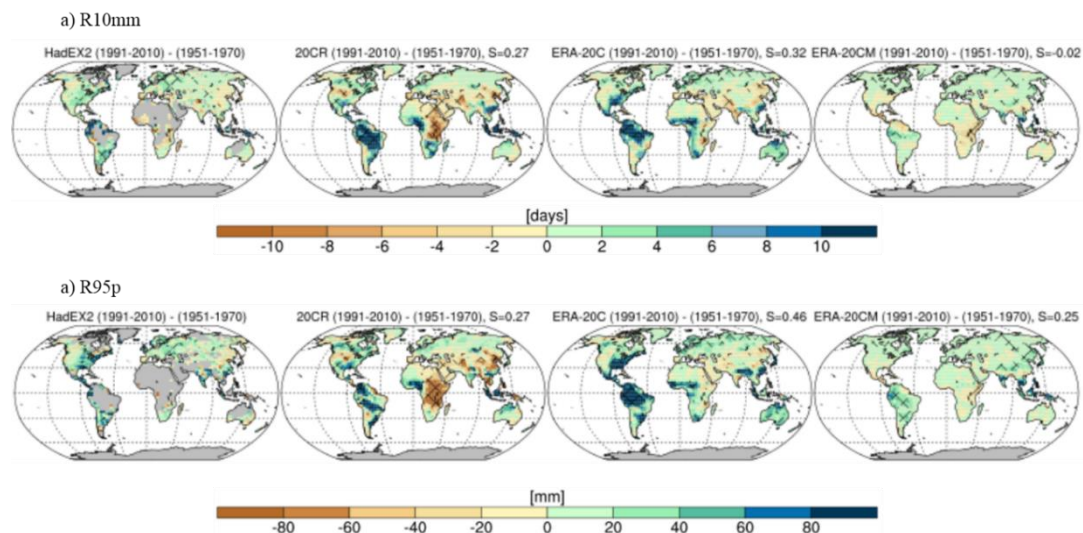 a) R10mm
HadEX2 (1991-2010) - (1951-1970)
20CR (1991-2010) - (1951-1970), S=0.27
ERA-20C (1991-2010) - (1951-1970), S=0.32
ERA-20CM (1991-2010) - (1951-1970), S=-0.02
[days]
-10 -8 -6 -4 -2 0 2 4 6 8 10
a) R95p
HadEX2 (1991-2010) - (1951-1970)
20CR (1991-2010) - (1951-1970), S=0.27
ERA-20C (1991-2010) - (1951-1970), S=0.46
ERA-20CM (1991-2010) - (1951-1970), S=0.25
[mm]
-80 -60 -40 -20 0 20 40 60 80